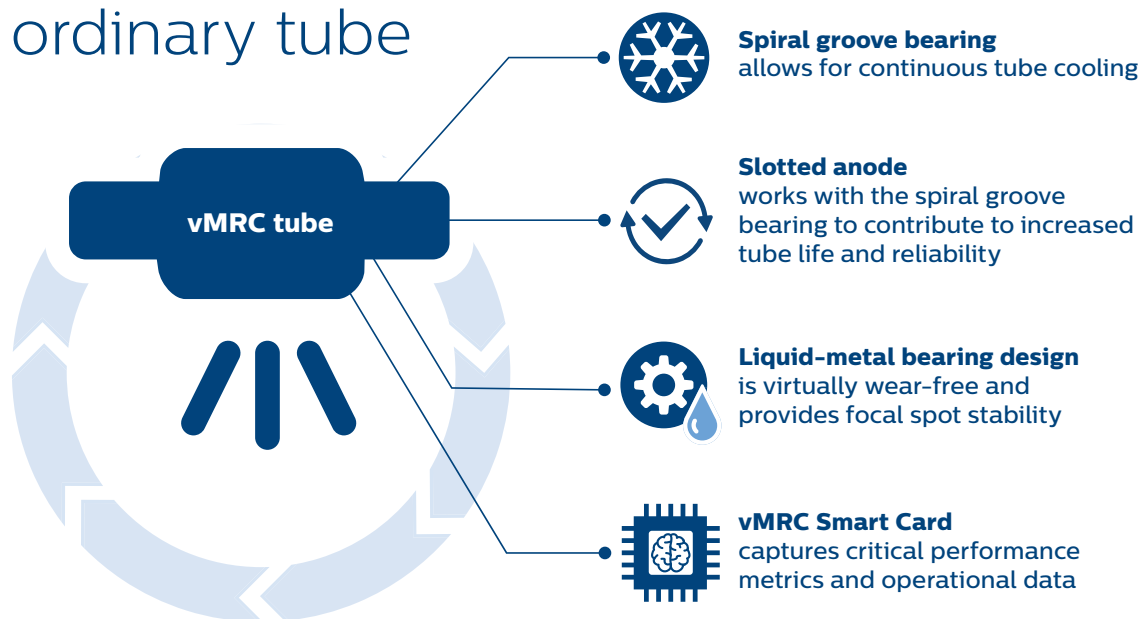 ordinary tube
vMRC tube
Spiral groove bearing
allows for continuous tube cooling
Slotted anode
works with the spiral groove
bearing to contribute to increased
tube life and reliability
Liquid-metal bearing design
is virtually wear-free and
provides focal spot stability
vMRC Smart Card
captures critical performance
metrics and operational data